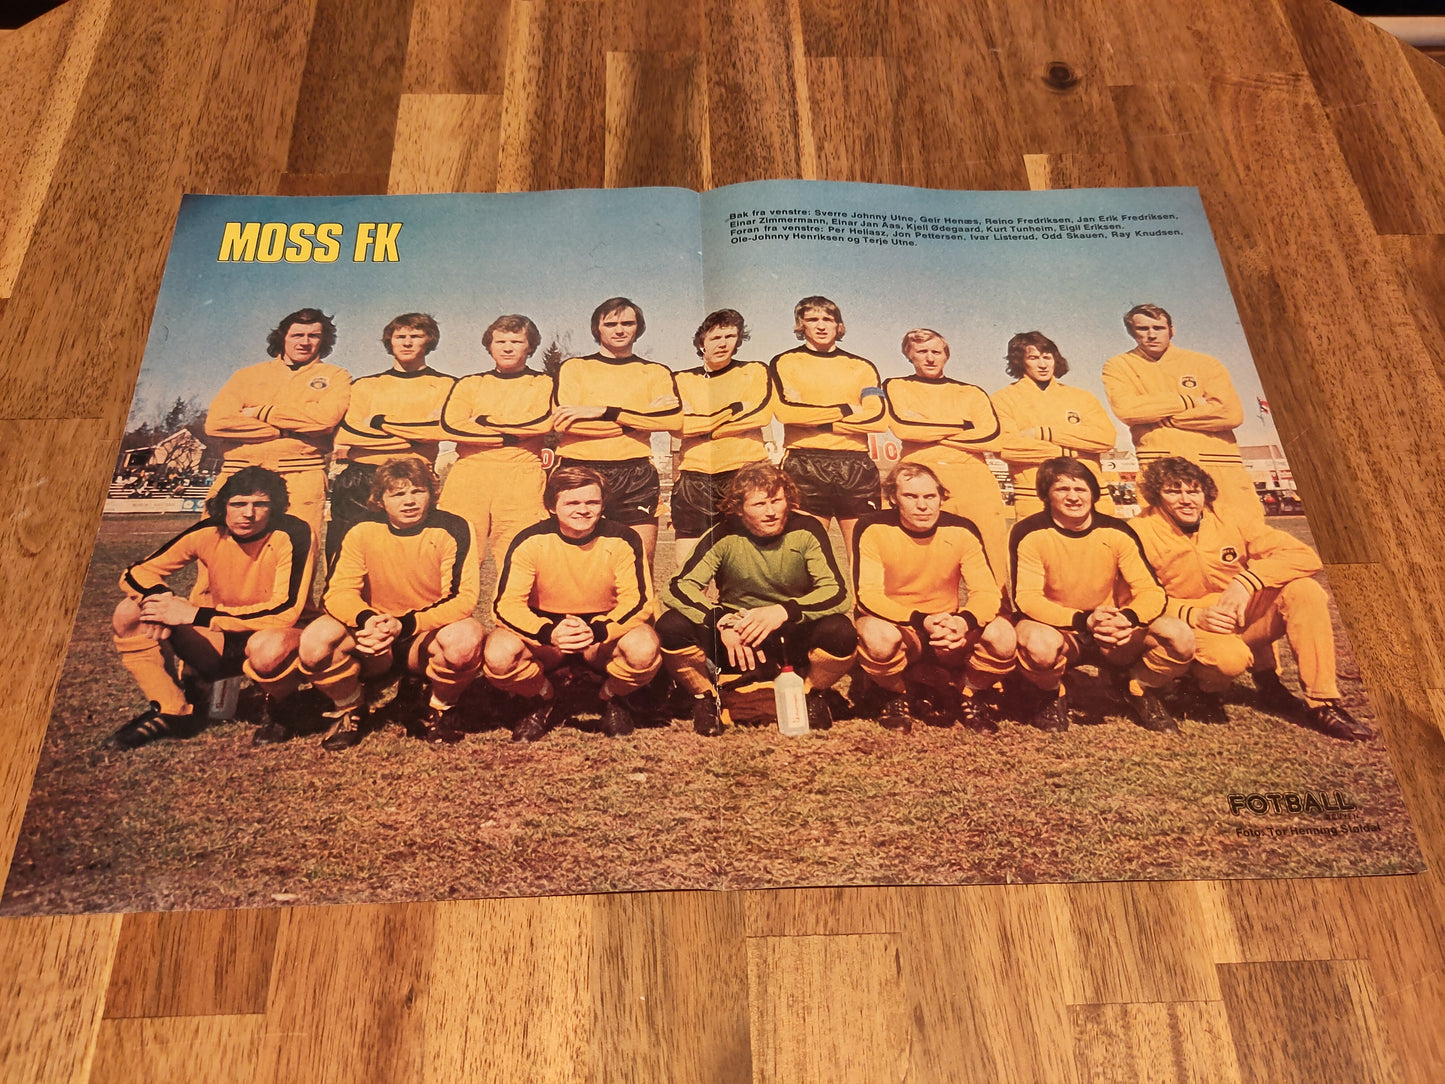 MOSS FK
Bak fra venstre: Sverre Johnny Utne, Geir Henæs, Reino Fredriksen, Jan Erik Fredriksen,
Einar Zimmermann, Einar Jan Aas, Kjell Ødegaard, Kurt Tunheim, Eigil Eriksen.
Foran fra venstre: Per Heliasz, Jon Pettersen, Ivar Listerud, Odd Skauen, Ray Knudsen,
Ole-Johnny Henriksen og Terje Utne.
FOTBALL
Foto: Tor Henning